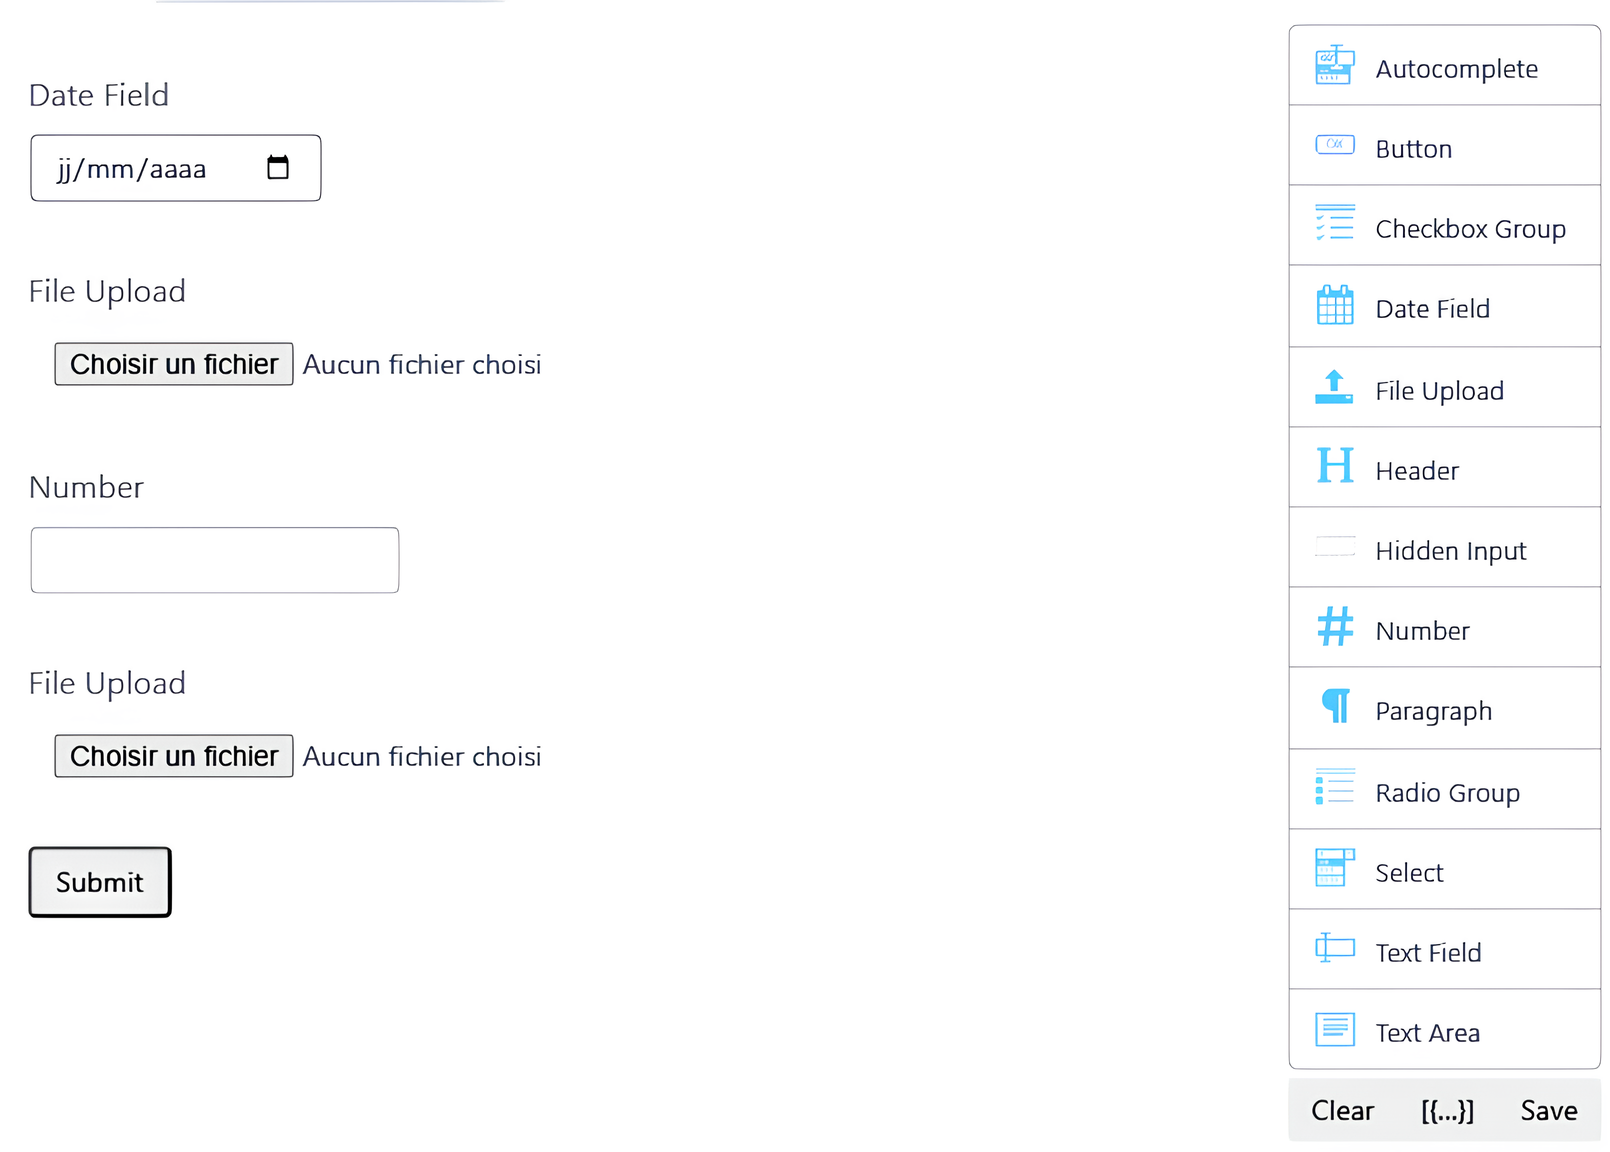 Date Field
jj/mm/aaaa
File Upload
Choisir un fichier Aucun fichier choisi
Number
File Upload
Choisir un fichier Aucun fichier choisi
Submit
Autocomplete
Button
Checkbox Group
Date Field
File Upload
H Header
Hidden Input
# Number
¶ Paragraph
Radio Group
Select
Text Field
Text Area
Clear [{...}] Save